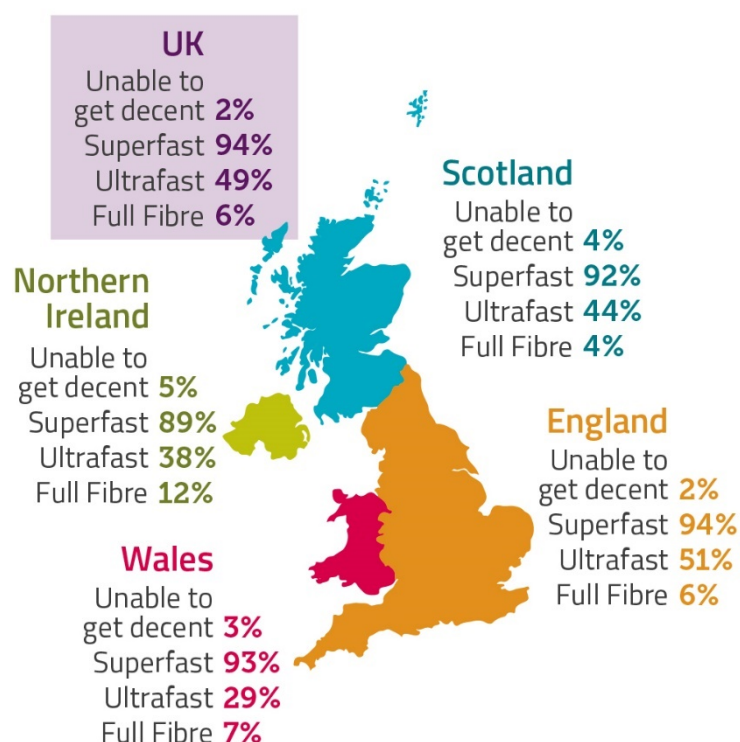 UK
Unable to
get decent 2%
Superfast 94%
Ultrafast 49%
Full Fibre 6%
Scotland
Unable to
get decent 4%
Superfast 92%
Ultrafast 44%
Full Fibre 4%
Northern
Ireland
Unable to
get decent 5%
Superfast 89%
Ultrafast 38%
Full Fibre 12%
England
Unable to
get decent 2%
Superfast 94%
Ultrafast 51%
Full Fibre 6%
Wales
Unable to
get decent 3%
Superfast 93%
Ultrafast 29%
Full Fibre 7%